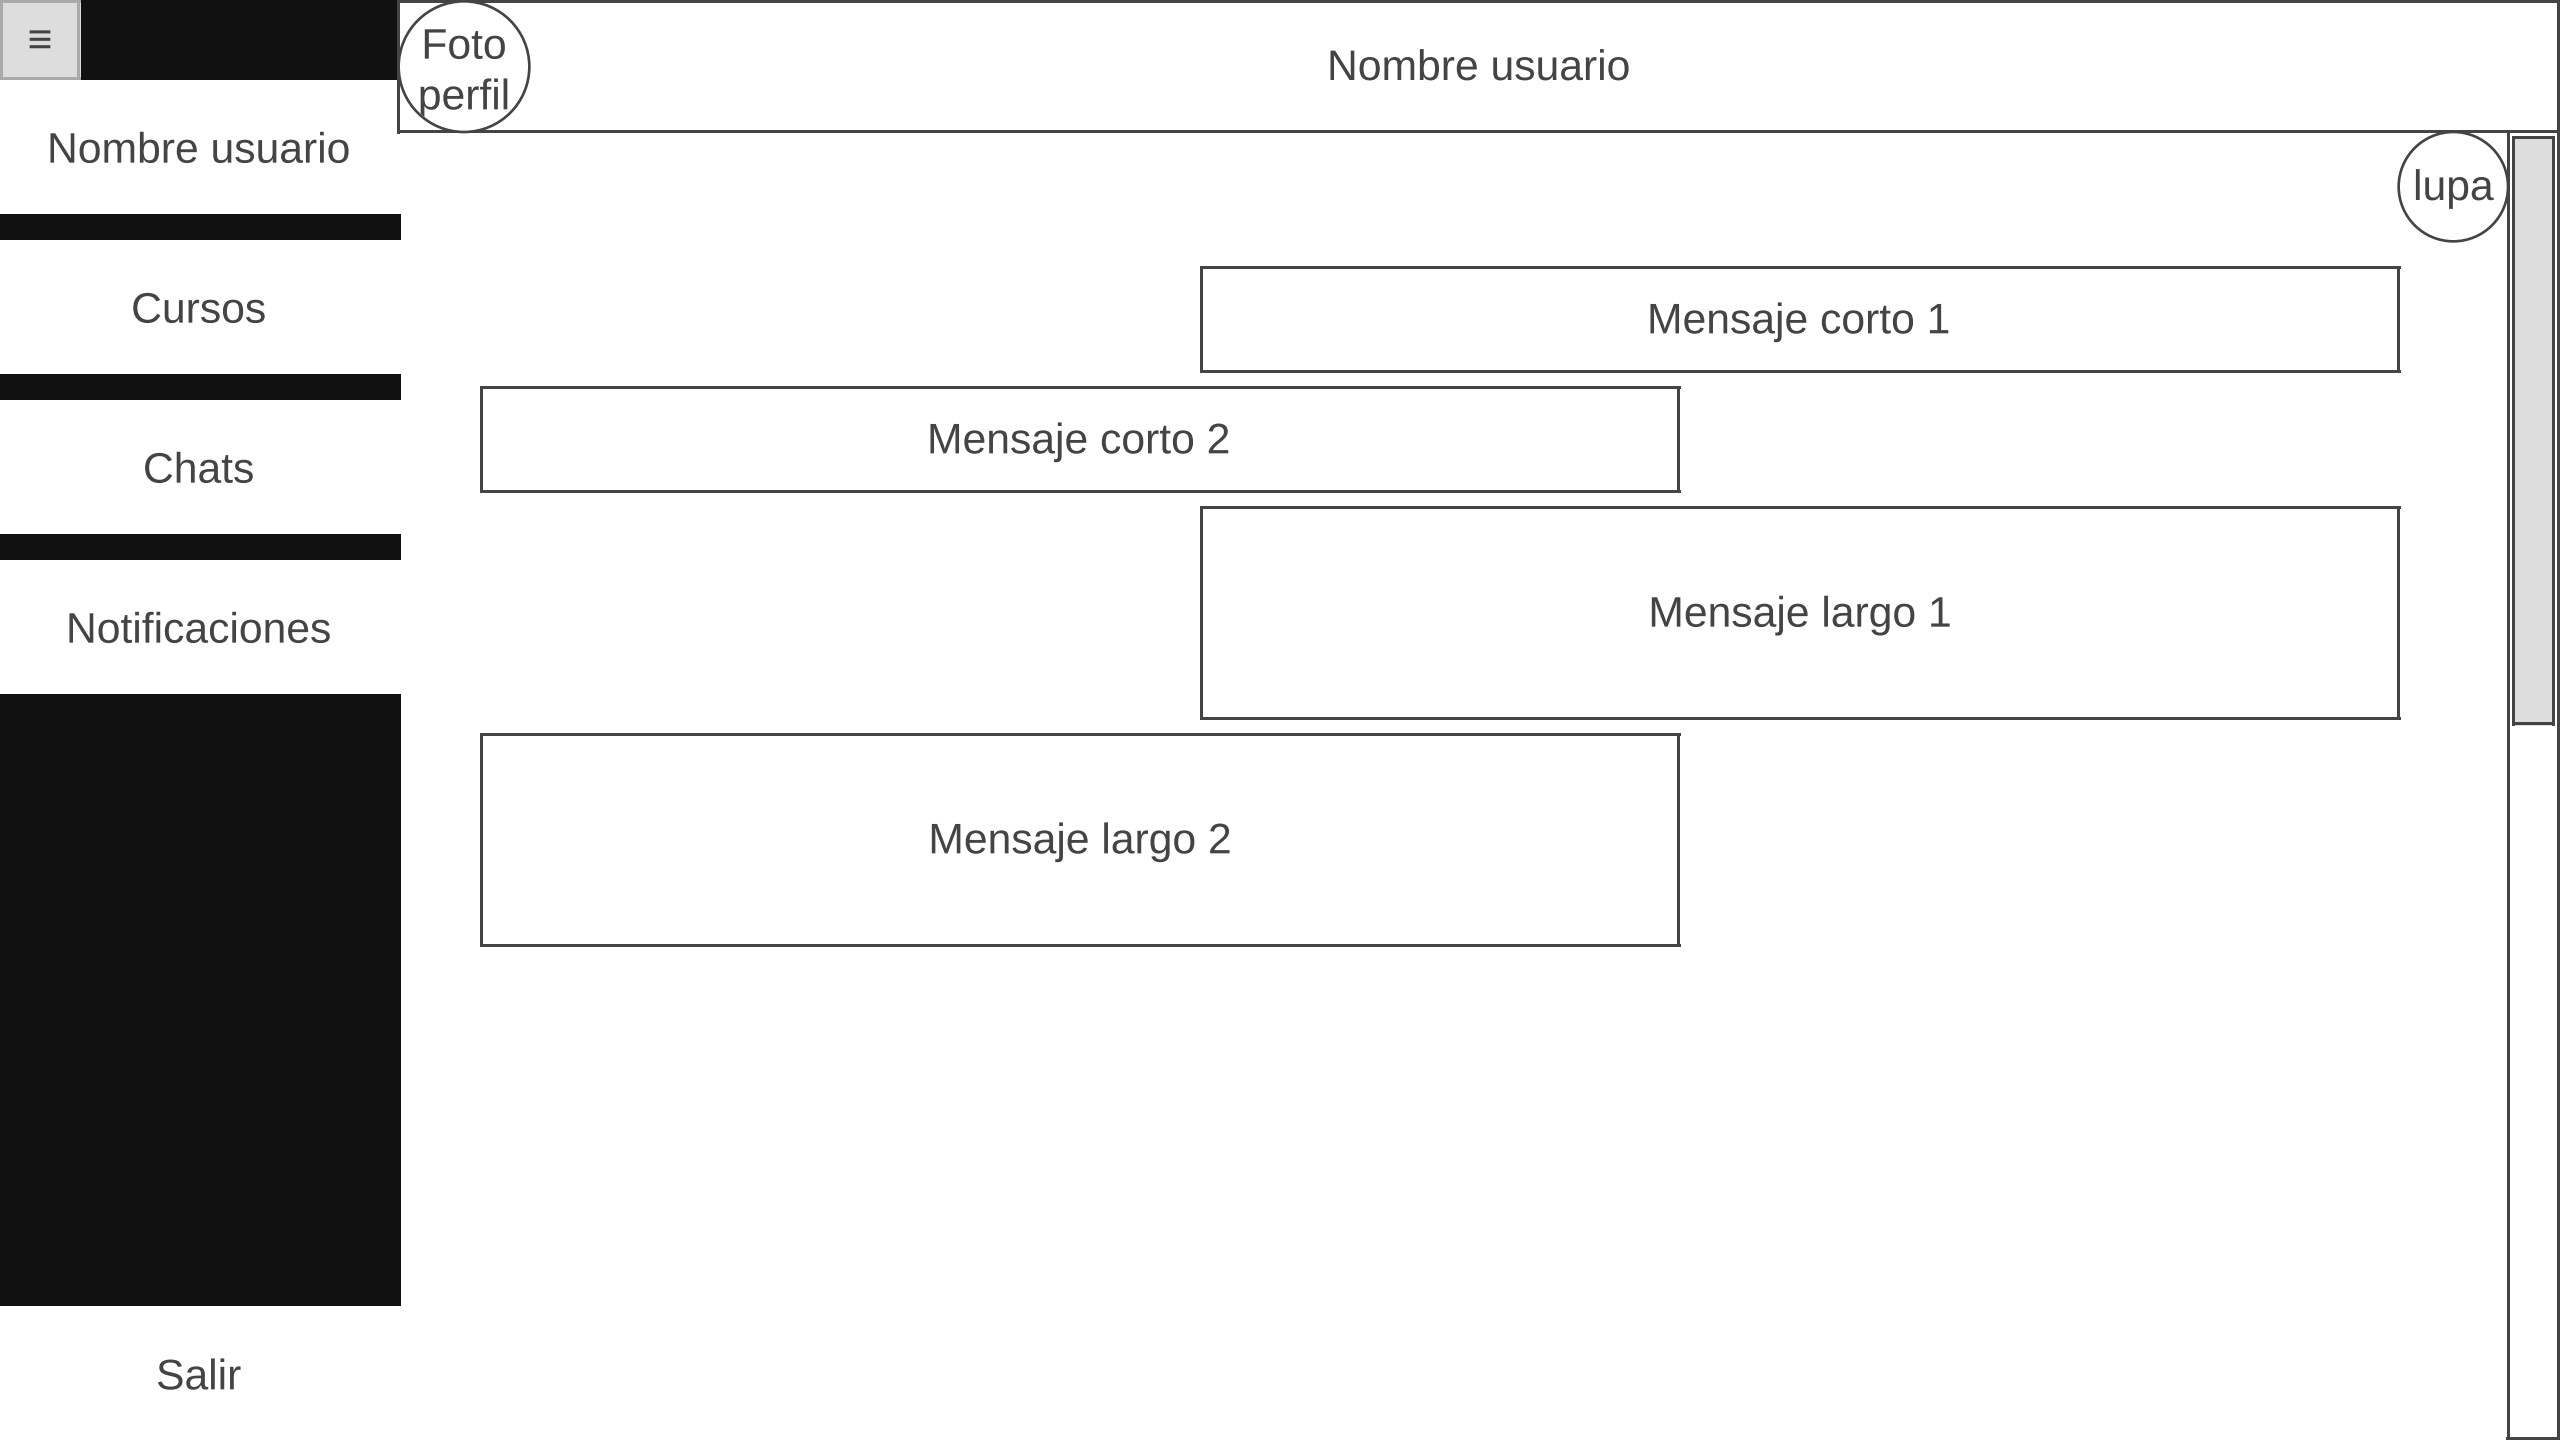 ≡
Nombre usuario
Cursos
Chats
Notificaciones
Salir
Foto
perfil
Nombre usuario
lupa
Mensaje corto 1
Mensaje corto 2
Mensaje largo 1
Mensaje largo 2